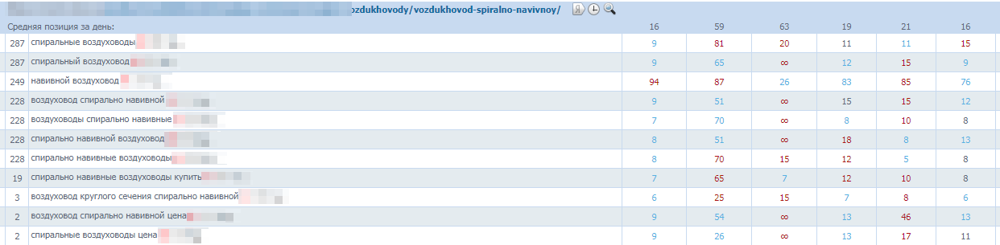 ozdukhovody/vozdukhovod-spiralno-navivnoy/ Я
Средняя позиция за день: 16 59 63 19 21 16
287 спиральные воздуховоды 9 81 20 11 11 15
287 спиральный воздуховод 9 65 ∞ 12 15 9
249 навивной воздуховод 94 87 26 83 85 76
228 воздуховод спирально навивной 9 51 ∞ 15 15 12
228 воздуховоды спирально навивные 7 70 ∞ 8 10 8
228 спирально навивной воздуховод 8 51 ∞ 18 8 13
228 спирально навивные воздуховоды 8 70 15 12 5 8
19 спирально навивные воздуховоды купить 7 65 7 12 10 8
3 воздуховод круглого сечения спирально навивной 6 25 15 7 8 6
2 воздуховод спирально навивной цена 9 54 ∞ 13 46 13
2 спиральные воздуховоды цена 9 26 ∞ 13 17 11